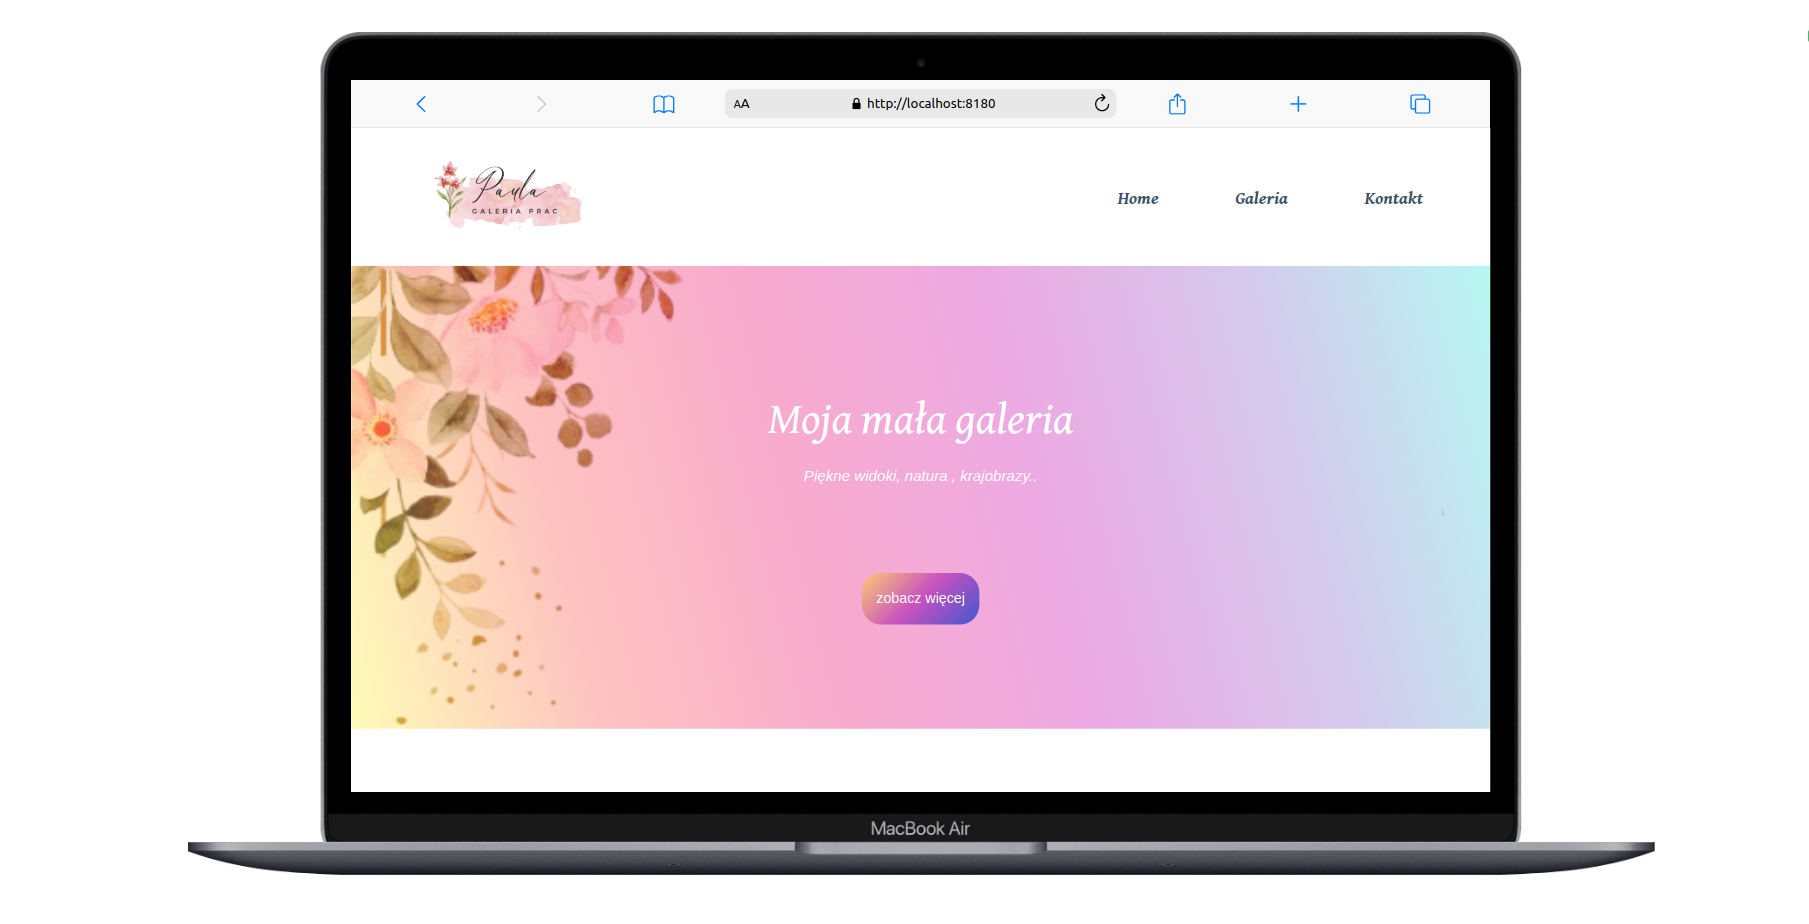 AA
http://localhost:8180
Paula
GALERIA PRAC
Home
Galeria
Kontakt
Moja mała galeria
Piękne widoki, natura , krajobrazy..
zobacz więcej
MacBook Air